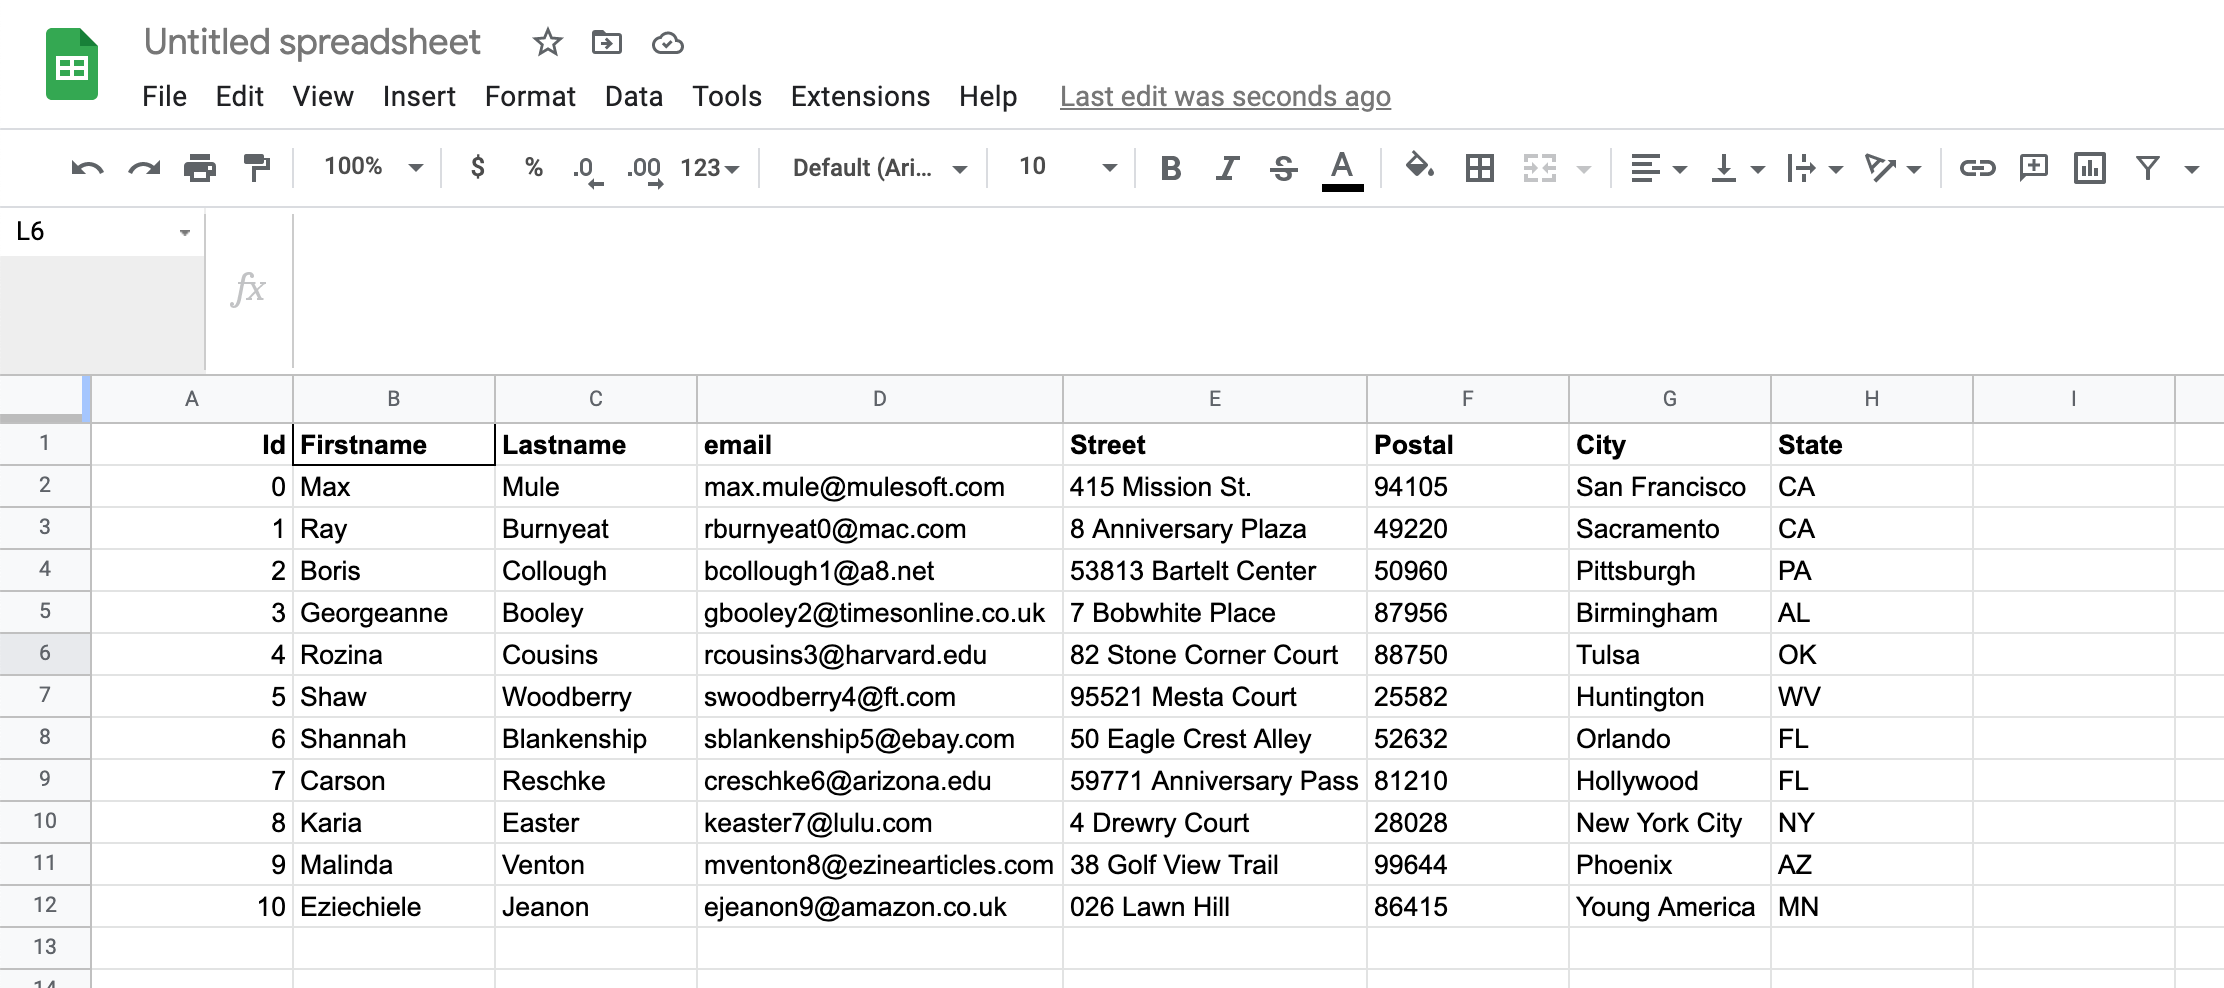 Untitled spreadsheet
File Edit View Insert Format Data Tools Extensions Help Last edit was seconds ago
100% $ % .0 .00 123 Default (Ari... 10 B I S A
L6
fx
A B C D E F G H I
1 Id Firstname Lastname email Street Postal City State
2 0 Max Mule max.mule@mulesoft.com 415 Mission St. 94105 San Francisco CA
3 1 Ray Burnyeat rburnyeat0@mac.com 8 Anniversary Plaza 49220 Sacramento CA
4 2 Boris Collough bcollough1@a8.net 53813 Bartelt Center 50960 Pittsburgh PA
5 3 Georgeanne Booley gbooley2@timesonline.co.uk 7 Bobwhite Place 87956 Birmingham AL
6 4 Rozina Cousins rcousins3@harvard.edu 82 Stone Corner Court 88750 Tulsa OK
7 5 Shaw Woodberry swoodberry4@ft.com 95521 Mesta Court 25582 Huntington WV
8 6 Shannah Blankenship sblankenship5@ebay.com 50 Eagle Crest Alley 52632 Orlando FL
9 7 Carson Reschke creschke6@arizona.edu 59771 Anniversary Pass 81210 Hollywood FL
10 8 Karia Easter keaster7@lulu.com 4 Drewry Court 28028 New York City NY
11 9 Malinda Venton mventon8@ezinearticles.com 38 Golf View Trail 99644 Phoenix AZ
12 10 Eziechiele Jeanon ejeanon9@amazon.co.uk 026 Lawn Hill 86415 Young America MN
13
14